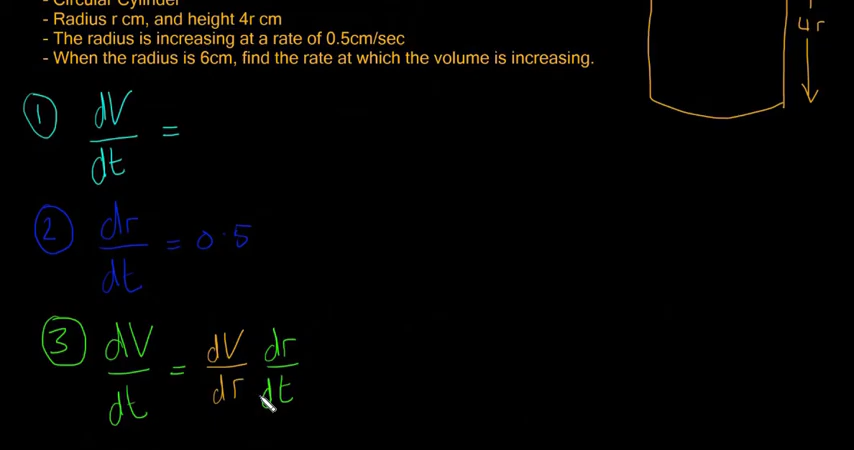 - Circular Cylinder
- Radius r cm, and height 4r cm
- The radius is increasing at a rate of 0.5cm/sec
- When the radius is 6cm, find the rate at which the volume is increasing.
4r
① dV/dt =
② dr/dt = 0.5
③ dV/dt = dV/dr dr/dt